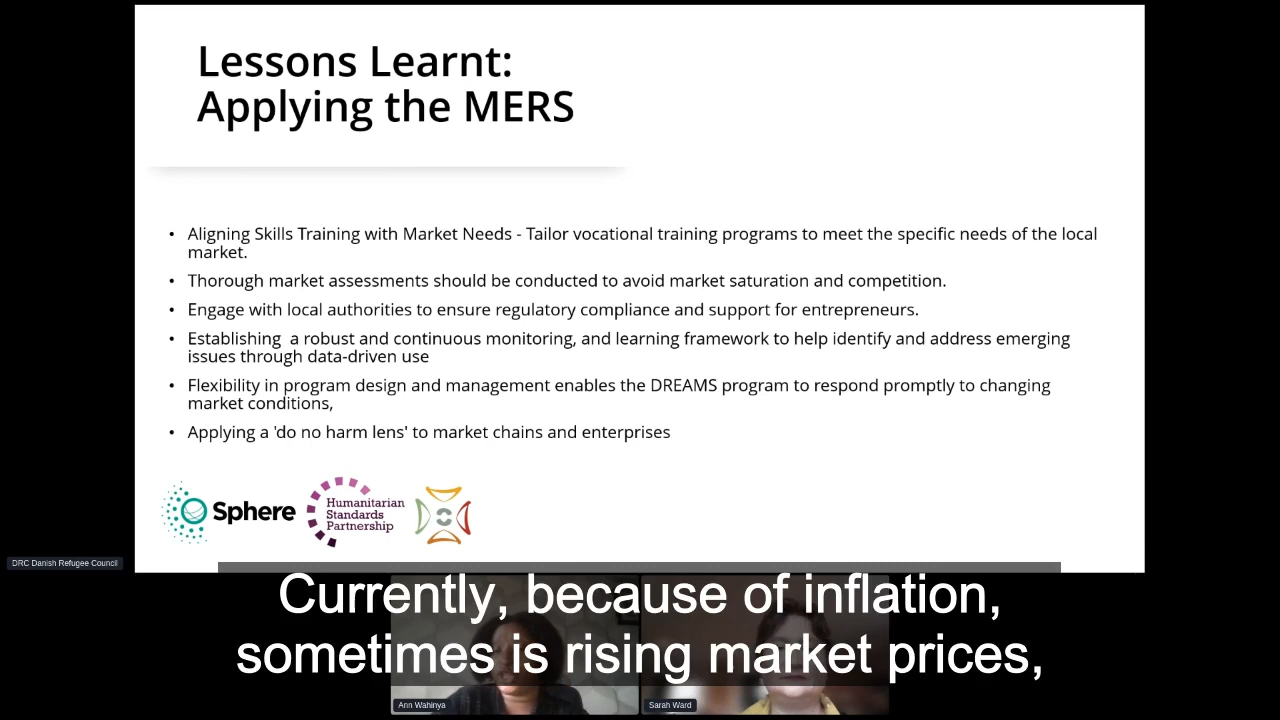 Lessons Learnt:
Applying the MERS
• Aligning Skills Training with Market Needs - Tailor vocational training programs to meet the specific needs of the local
market.
• Thorough market assessments should be conducted to avoid market saturation and competition.
• Engage with local authorities to ensure regulatory compliance and support for entrepreneurs.
• Establishing  a robust and continuous monitoring, and learning framework to help identify and address emerging
issues through data-driven use
• Flexibility in program design and management enables the DREAMS program to respond promptly to changing
market conditions,
• Applying a 'do no harm lens' to market chains and enterprises
Sphere
Humanitarian
Standards
Partnership
DRC Danish Refugee Council
Currently, because of inflation,
sometimes is rising market prices,
Ann Wahinya
Sarah Ward